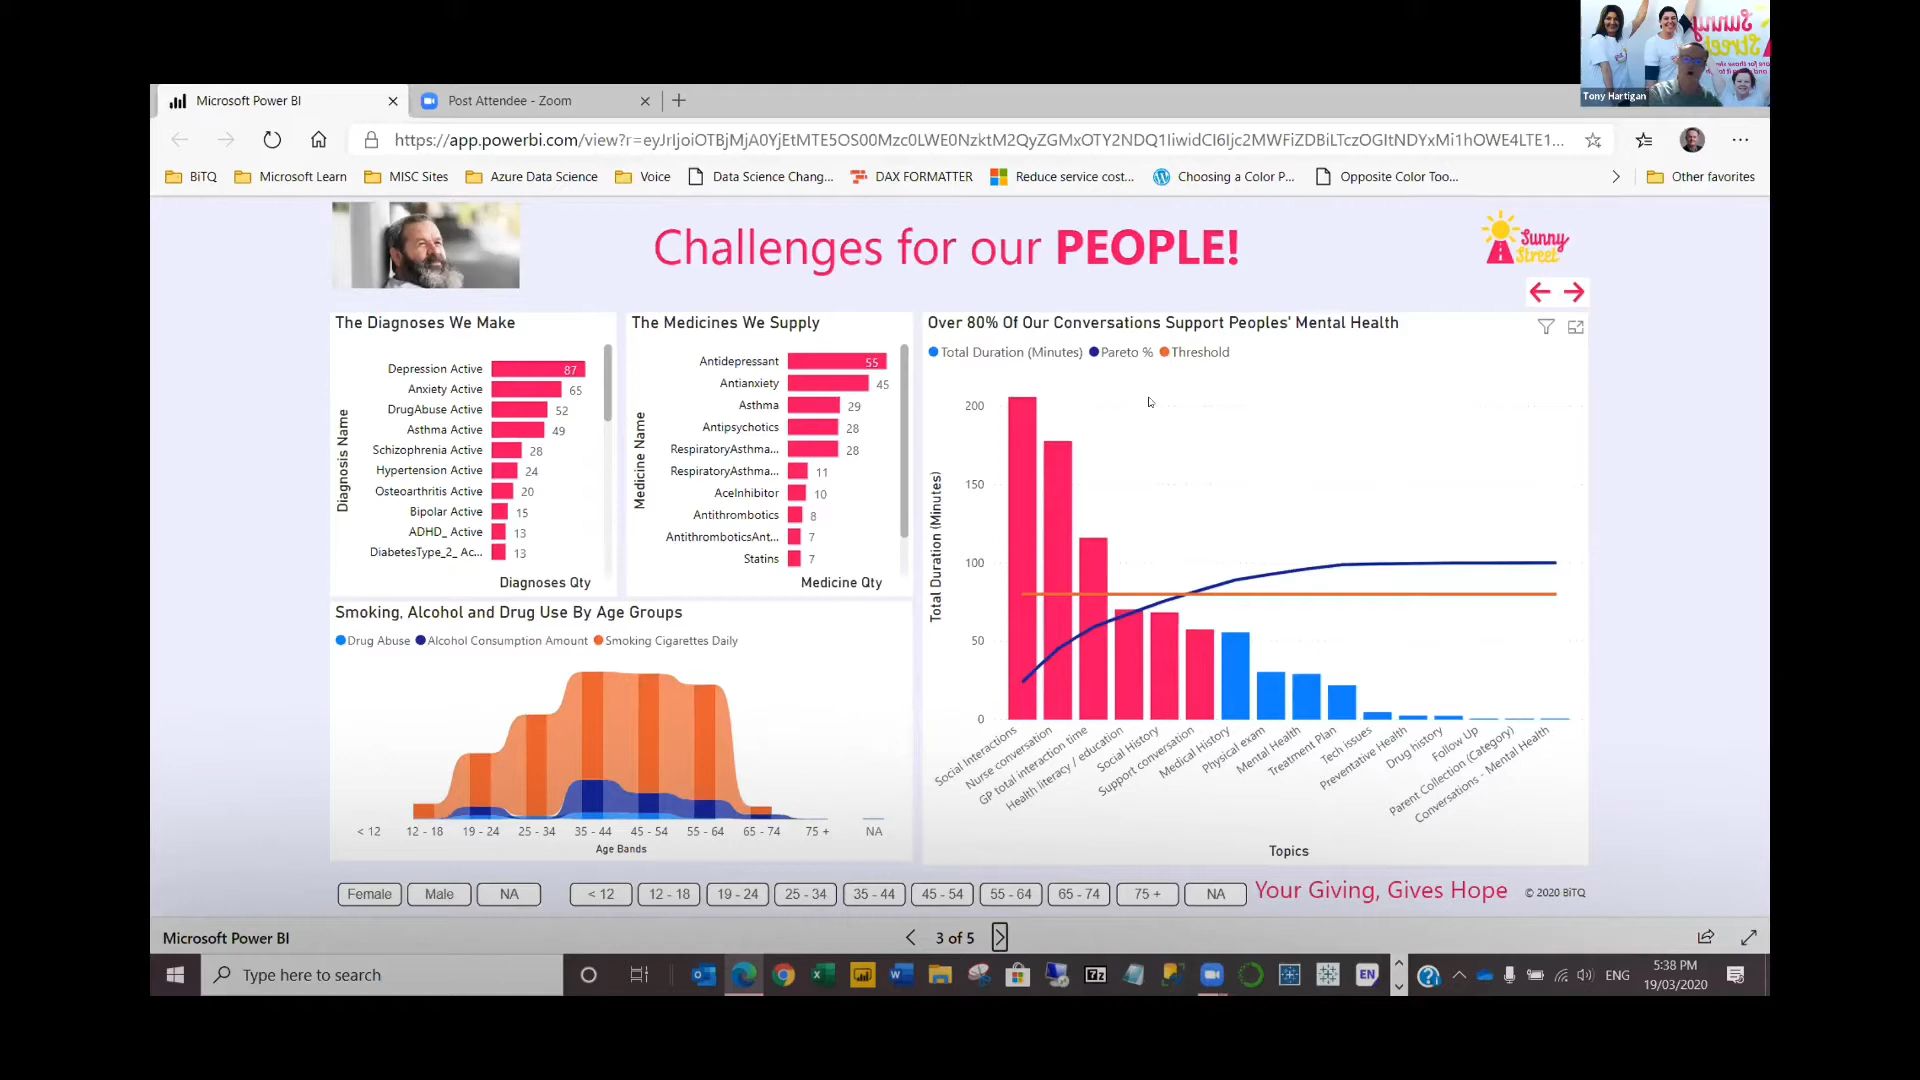 Sunny
Street
Tony Hartigan
Microsoft Power BI
Post Attendee - Zoom
https://app.powerbi.com/view?r=eyJrIjoiOTBjMjA0YjEtMTE5OS00Mzc0LWE0NzktM2QyZGMxOTY2NDQ1IiwidCI6Ijc2MWFiZDBiLTczOGItNDYxMi1hOWE4LTE1...
BiTQ Microsoft Learn MISC Sites Azure Data Science Voice Data Science Chang... DAX FORMATTER Reduce service cost... Choosing a Color P... Opposite Color Too... Other favorites
Challenges for our PEOPLE!
Sunny
Street
The Diagnoses We Make
Diagnosis Name
Depression Active 87
Anxiety Active 65
DrugAbuse Active 52
Asthma Active 49
Schizophrenia Active 28
Hypertension Active 24
Osteoarthritis Active 20
Bipolar Active 15
ADHD_ Active 13
DiabetesType_2_ Ac... 13
Diagnoses Qty
The Medicines We Supply
Medicine Name
Antidepressant 55
Antianxiety 45
Asthma 29
Antipsychotics 28
RespiratoryAsthma... 28
RespiratoryAsthma... 11
AceInhibitor 10
Antithrombotics 8
AntithromboticsAnt... 7
Statins 7
Medicine Qty
Over 80% Of Our Conversations Support Peoples' Mental Health
Total Duration (Minutes) Pareto % Threshold
Total Duration (Minutes)
200
150
100
50
0
Social Interactions
Nurse conversation
GP total interaction time
Health literacy / education
Social History
Support conversation
Medical History
Physical exam
Mental Health
Treatment Plan
Tech issues
Preventative Health
Drug history
Follow Up
Parent Collection (Category)
Conversations - Mental Health
Topics
Smoking, Alcohol and Drug Use By Age Groups
Drug Abuse Alcohol Consumption Amount Smoking Cigarettes Daily
< 12 12 - 18 19 - 24 25 - 34 35 - 44 45 - 54 55 - 64 65 - 74 75 + NA
Age Bands
Female Male NA < 12 12 - 18 19 - 24 25 - 34 35 - 44 45 - 54 55 - 64 65 - 74 75 + NA
Your Giving, Gives Hope © 2020 BiTQ
Microsoft Power BI 3 of 5
Type here to search
7z
EN
ENG
5:38 PM
19/03/2020